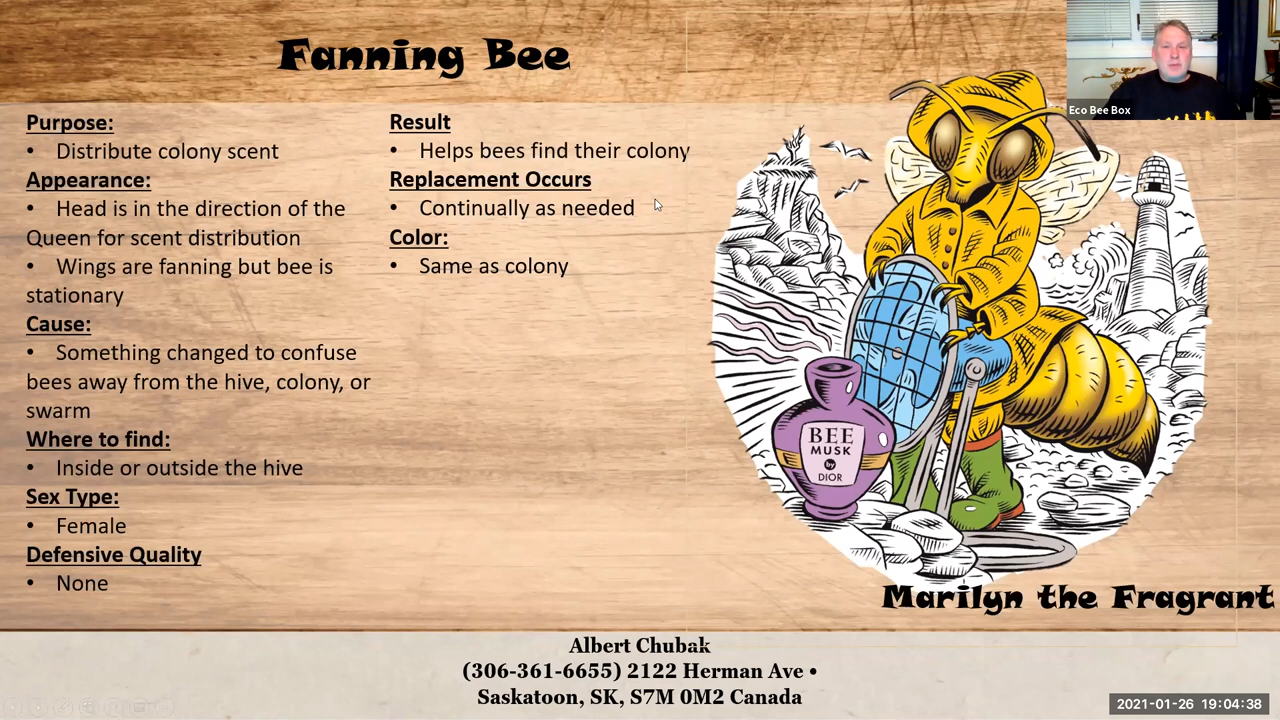 Fanning Bee
Eco Bee Box
Purpose:
• Distribute colony scent
Appearance:
• Head is in the direction of the
Queen for scent distribution
• Wings are fanning but bee is
stationary
Cause:
• Something changed to confuse
bees away from the hive, colony, or
swarm
Where to find:
• Inside or outside the hive
Sex Type:
• Female
Defensive Quality
• None
Result
• Helps bees find their colony
Replacement Occurs
• Continually as needed
Color:
• Same as colony
BEE
MUSK
by
DIOR
Marilyn the Fragrant
Albert Chubak
(306-361-6655) 2122 Herman Ave •
Saskatoon, SK, S7M 0M2 Canada
2021-01-26 19:04:38